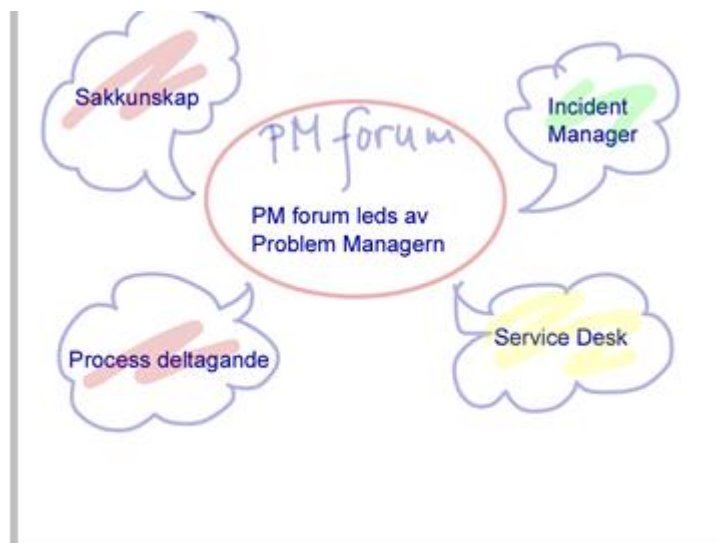 Sakkunskap
Incident
Manager
PM forum
PM forum leds av
Problem Managern
Process deltagande
Service Desk